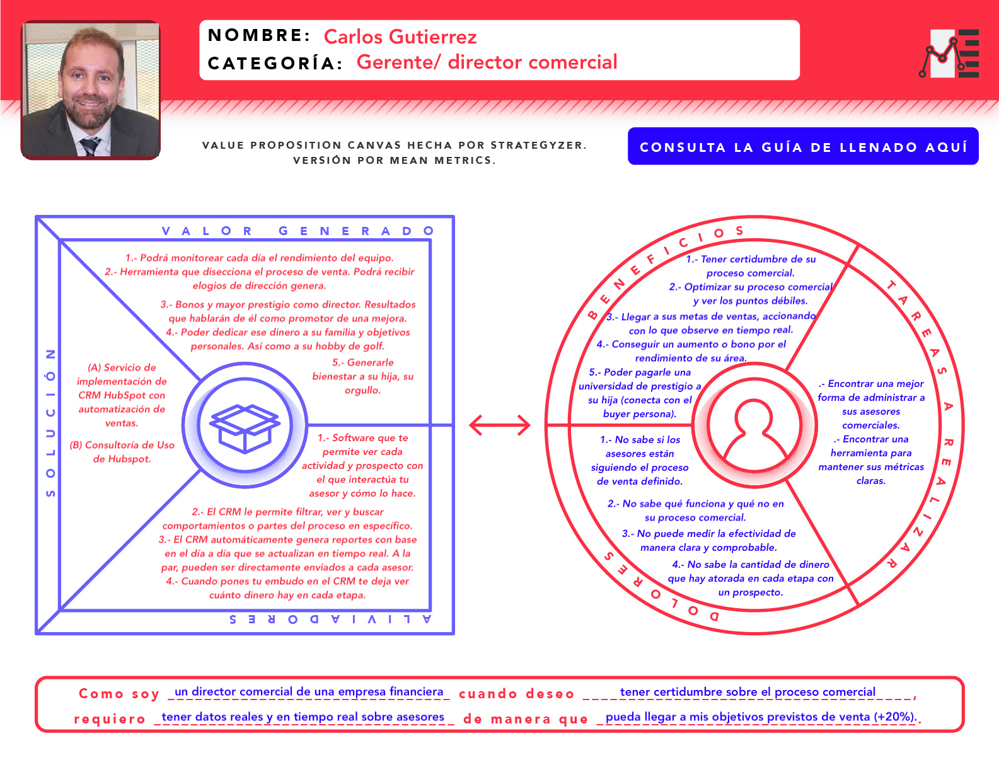 NOMBRE: Carlos Gutierrez
CATEGORÍA: Gerente/ director comercial
VALUE PROPOSITION CANVAS HECHA POR STRATEGYZER.
VERSIÓN POR MEAN METRICS.
CONSULTA LA GUÍA DE LLENADO AQUÍ
VALOR GENERADO
1.- Podrá monitorear cada día el rendimiento del equipo.
2.- Herramienta que disecciona el proceso de venta. Podrá recibir
elogios de dirección genera.
3.- Bonos y mayor prestigio como director. Resultados
que hablarán de él como promotor de una mejora.
4.- Poder dedicar ese dinero a su familia y objetivos
personales. Así como a su hobby de golf.
5.- Generarle
bienestar a su hija, su
orgullo.
SOLUCIÓN
(A) Servicio de
implementación de
CRM HubSpot con
automatización de
ventas.
(B) Consultoría de Uso
de Hubspot.
1.- Software que te
permite ver cada
actividad y prospecto con
el que interactúa tu
asesor y cómo lo hace.
2.- El CRM le permite filtrar, ver y buscar
comportamientos o partes del proceso en específico.
3.- El CRM automáticamente genera reportes con base
en el día a día que se actualizan en tiempo real. A la
par, pueden ser directamente enviados a cada asesor.
4.- Cuando pones tu embudo en el CRM te deja ver
cuánto dinero hay en cada etapa.
ALIVIADORES
BENEFICIOS
1.- Tener certidumbre de su
proceso comercial.
2.- Optimizar su proceso comercial
y ver los puntos débiles.
3.- Llegar a sus metas de ventas, accionando
con lo que observe en tiempo real.
4.- Conseguir un aumento o bono por el
rendimiento de su área.
5.- Poder pagarle una
universidad de prestigio a
su hija (conecta con el
buyer persona).
TAREAS A REALIZAR
.- Encontrar una mejor
forma de administrar a
sus asesores
comerciales.
.- Encontrar una
herramienta para
mantener sus métricas
claras.
1.- No sabe si los
asesores están
siguiendo el proceso
de venta definido.
2.- No sabe qué funciona y qué no en
su proceso comercial.
3.- No puede medir la efectividad de
manera clara y comprobable.
4.- No sabe la cantidad de dinero
que hay atorada en cada etapa con
un prospecto.
DOLORES
Como soy un director comercial de una empresa financiera cuando deseo tener certidumbre sobre el proceso comercial,
requiero tener datos reales y en tiempo real sobre asesores de manera que pueda llegar a mis objetivos previstos de venta (+20%)..